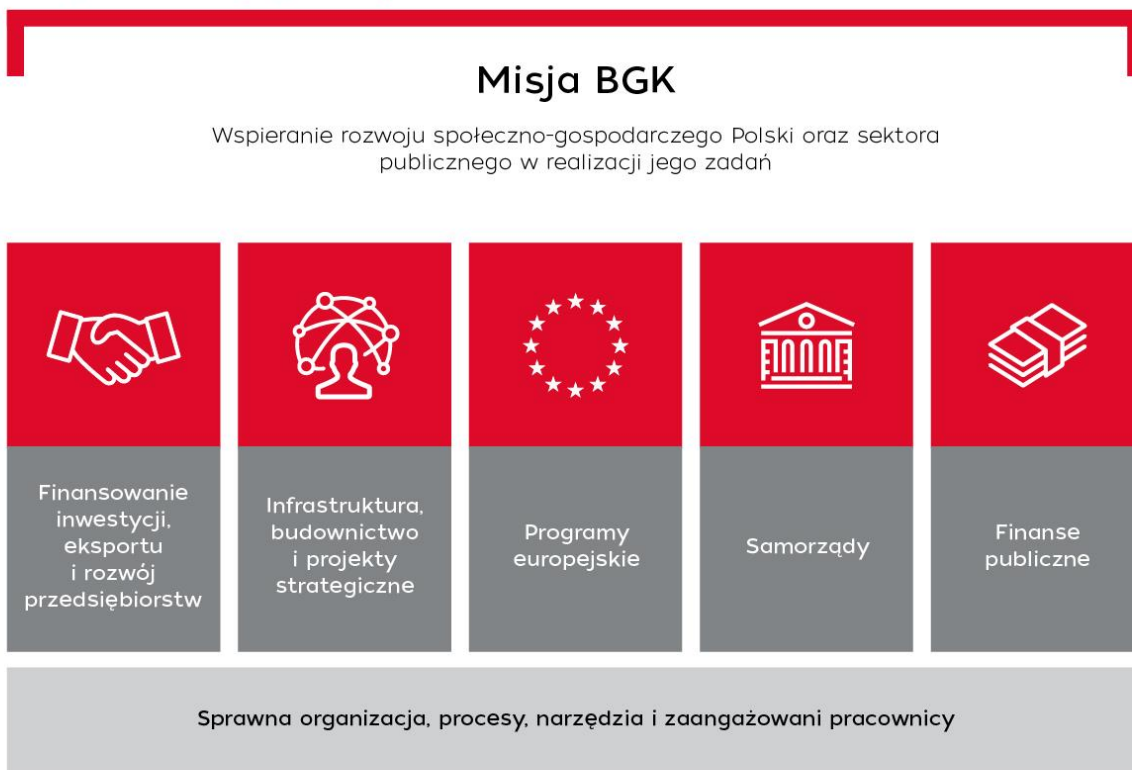 Misja BGK
Wspieranie rozwoju społeczno-gospodarczego Polski oraz sektora
publicznego w realizacji jego zadań
Finansowanie
inwestycji,
eksportu
i rozwój
przedsiębiorstw
Infrastruktura,
budownictwo
i projekty
strategiczne
Programy
europejskie
Samorządy
Finanse
publiczne
Sprawna organizacja, procesy, narzędzia i zaangażowani pracownicy